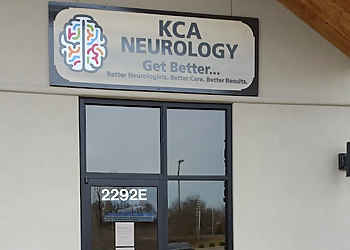 KCA
NEUROLOGY
Get Better...
Better Neurologists. Better Care. Better Results.
2292E